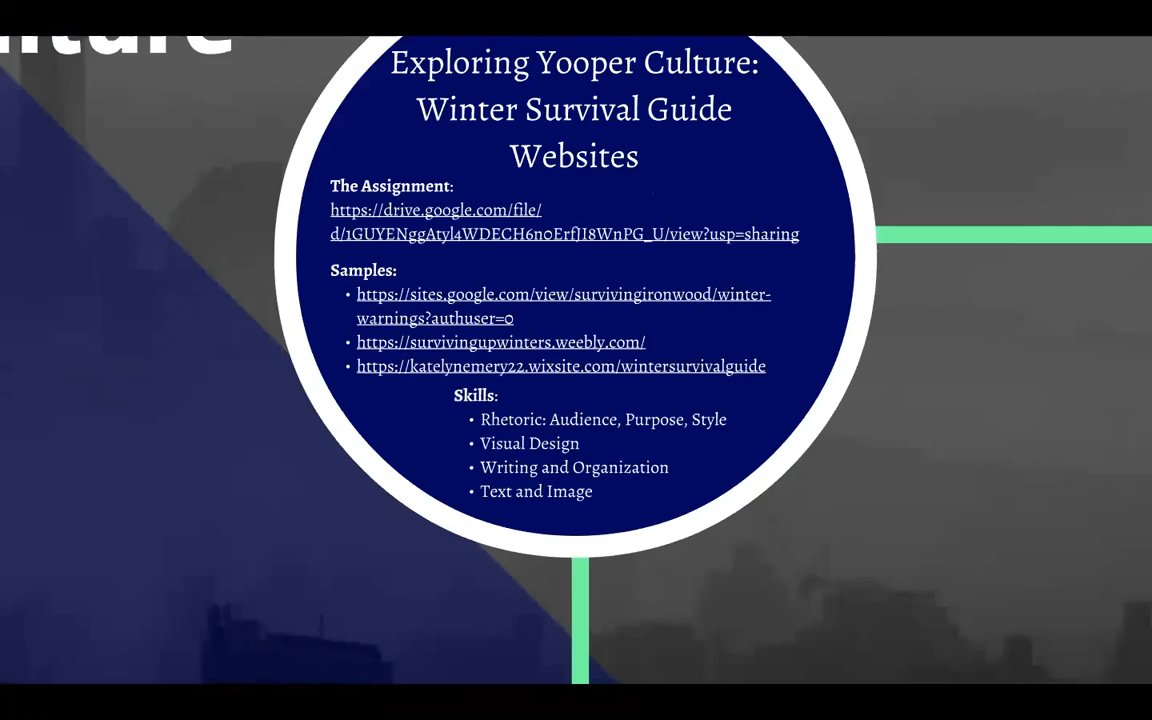 Exploring Yooper Culture:
Winter Survival Guide
Websites
The Assignment:
https://drive.google.com/file/
d/1GUYENggAtyl4WDECH6n0ErfJI8WnPG_U/view?usp=sharing
Samples:
• https://sites.google.com/view/survivingironwood/winter-
warnings?authuser=0
• https://survivingupwinters.weebly.com/
• https://katelynemery22.wixsite.com/wintersurvivalguide
Skills:
• Rhetoric: Audience, Purpose, Style
• Visual Design
• Writing and Organization
• Text and Image